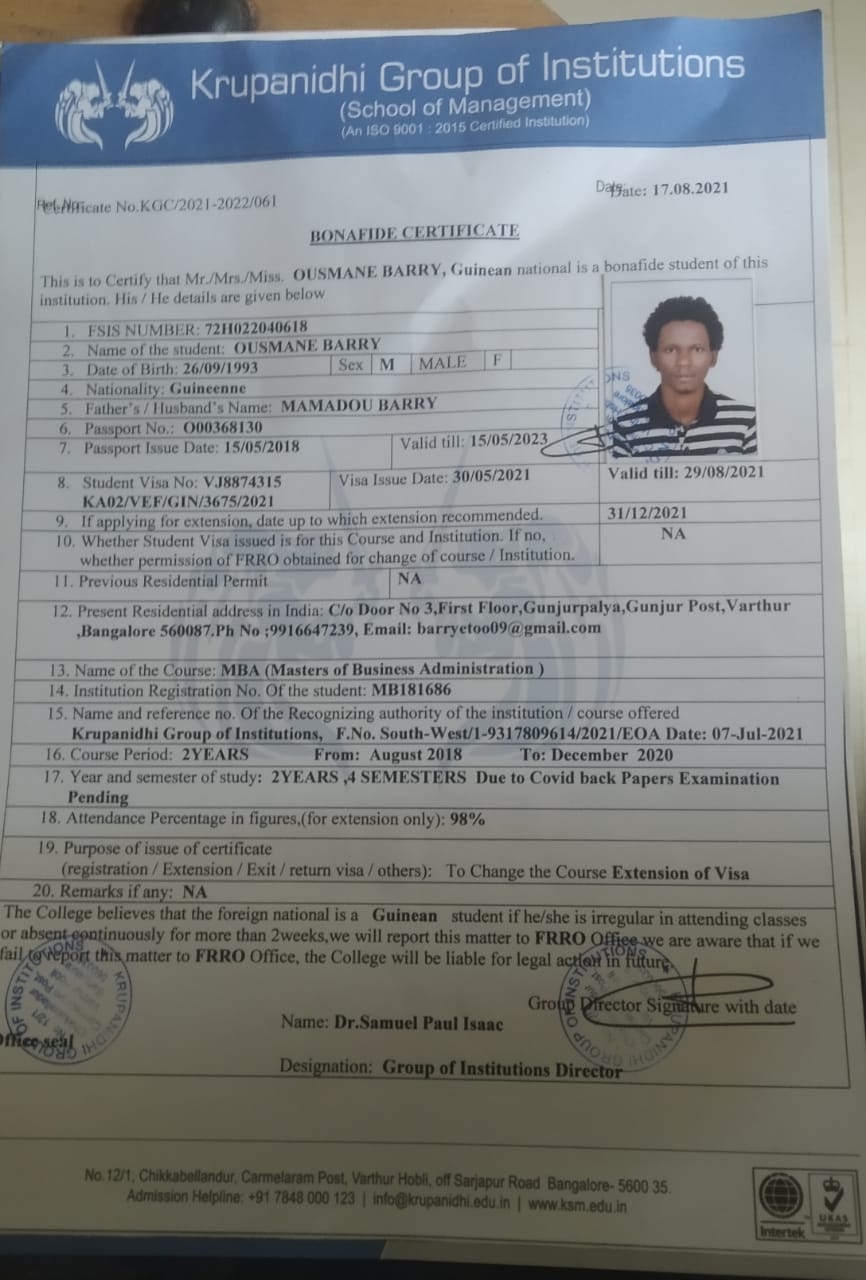 Krupanidhi Group of Institutions
(School of Management)
(An ISO 9001 : 2015 Certified Institution)
Certificate No.KGC/2021-2022/061
Date: 17.08.2021
BONAFIDE CERTIFICATE
This is to Certify that Mr./Mrs./Miss. OUSMANE BARRY, Guinean national is a bonafide student of this
institution. His / He details are given below
1. FSIS NUMBER: 72H022040618
2. Name of the student: OUSMANE BARRY
3. Date of Birth: 26/09/1993 Sex M MALE F
4. Nationality: Guineenne
5. Father's / Husband's Name: MAMADOU BARRY
6. Passport No.: O00368130
7. Passport Issue Date: 15/05/2018 Valid till: 15/05/2023
8. Student Visa No: VJ8874315 Visa Issue Date: 30/05/2021 Valid till: 29/08/2021
KA02/VEF/GIN/3675/2021
9. If applying for extension, date up to which extension recommended. 31/12/2021
10. Whether Student Visa issued is for this Course and Institution. If no, NA
whether permission of FRRO obtained for change of course / Institution.
11. Previous Residential Permit NA
12. Present Residential address in India: C/o Door No 3,First Floor,Gunjurpalya,Gunjur Post,Varthur
,Bangalore 560087.Ph No ;9916647239, Email: barryetoo09@gmail.com
13. Name of the Course: MBA (Masters of Business Administration )
14. Institution Registration No. Of the student: MB181686
15. Name and reference no. Of the Recognizing authority of the institution / course offered
Krupanidhi Group of Institutions, F.No. South-West/1-9317809614/2021/EOA Date: 07-Jul-2021
16. Course Period: 2YEARS From: August 2018 To: December 2020
17. Year and semester of study: 2YEARS ,4 SEMESTERS Due to Covid back Papers Examination
Pending
18. Attendance Percentage in figures,(for extension only): 98%
19. Purpose of issue of certificate
(registration / Extension / Exit / return visa / others): To Change the Course Extension of Visa
20. Remarks if any: NA
The College believes that the foreign national is a Guinean student if he/she is irregular in attending classes
or absent continuously for more than 2weeks,we will report this matter to FRRO Office we are aware that if we
fail to report this matter to FRRO Office, the College will be liable for legal action in future.
Group Director Signature with date
Name: Dr.Samuel Paul Isaac
Office seal
Designation: Group of Institutions Director
No.12/1, Chikkabellandur, Carmelaram Post, Varthur Hobli, off Sarjapur Road Bangalore- 5600 35.
Admission Helpline: +91 7848 000 123 | info@krupanidhi.edu.in | www.ksm.edu.in
Intertek
UKAS